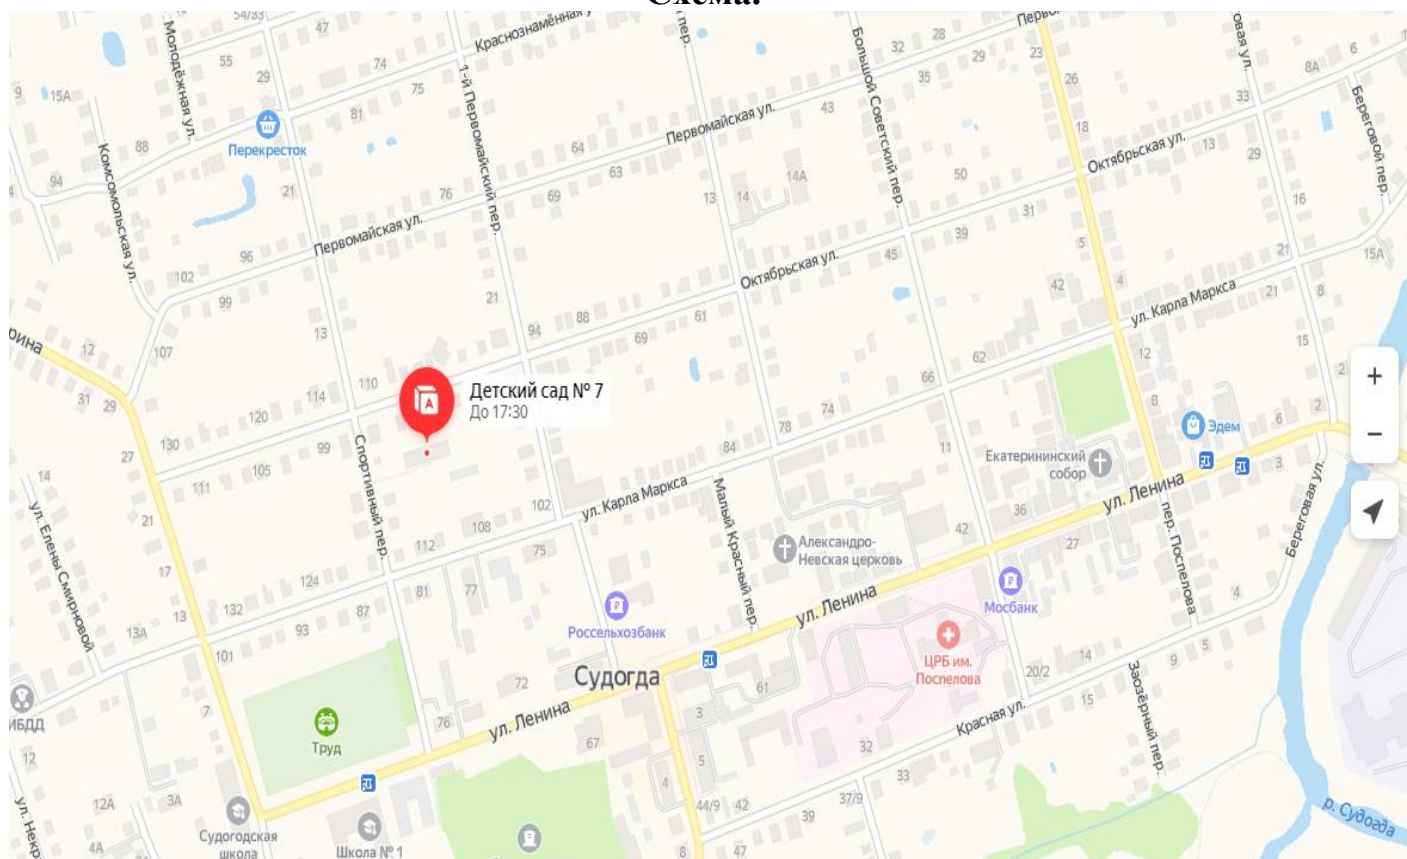 Схема.
54/33
47
Краснознамённая
пер.
Первом
Молодёжная ул.
55
29
74
75
81
9
15А
Перекресток
88
94
Комсомольская ул.
21
1-й Первомайский пер.
64
63
69
76
Первомайская ул.
43
Первомайская ул.
Большой Советский пер.
32
28
35
29
23
26
18
33
8А
6
1
Береговой пер.
Октябрьская ул.
13
29
16
50
14А
14
13
31
39
45
5
4
42
21
15А
ул. Карла Маркса
21
8
15
Октябрьская ул.
96
102
99
107
13
21
94
88
69
61
рина
12
31
29
110
114
120
130
27
99
105
111
Детский сад № 7
До 17:30
66
62
74
78
84
12
8
2
2
6
3
Эдем
11
Екатерининский
собор
ул. Ленина
36
42
27
14
ул. Елены Смирновой
21
17
13
13А
Спортивный пер.
102
108
112
75
77
81
ул. Карла Маркса
Малый Красный пер.
Александро-
Невская церковь
пер. Поспелова
Береговая ул.
4
124
132
87
93
101
Россельхозбанк
ул. Ленина
Мосбанк
ЦРБ им.
Поспелова
Судогда
72
76
61
3
5
67
ул. Ленина
7
Труд
ИБДД
12
12А
3А
4А
ул. Некр
Судогодская
школа
Школа № 1
4
44/9
42
8
47
39
37/9
33
32
Красная ул.
20/2
14
15
9
5
Заозёрный пер.
р. Судогда